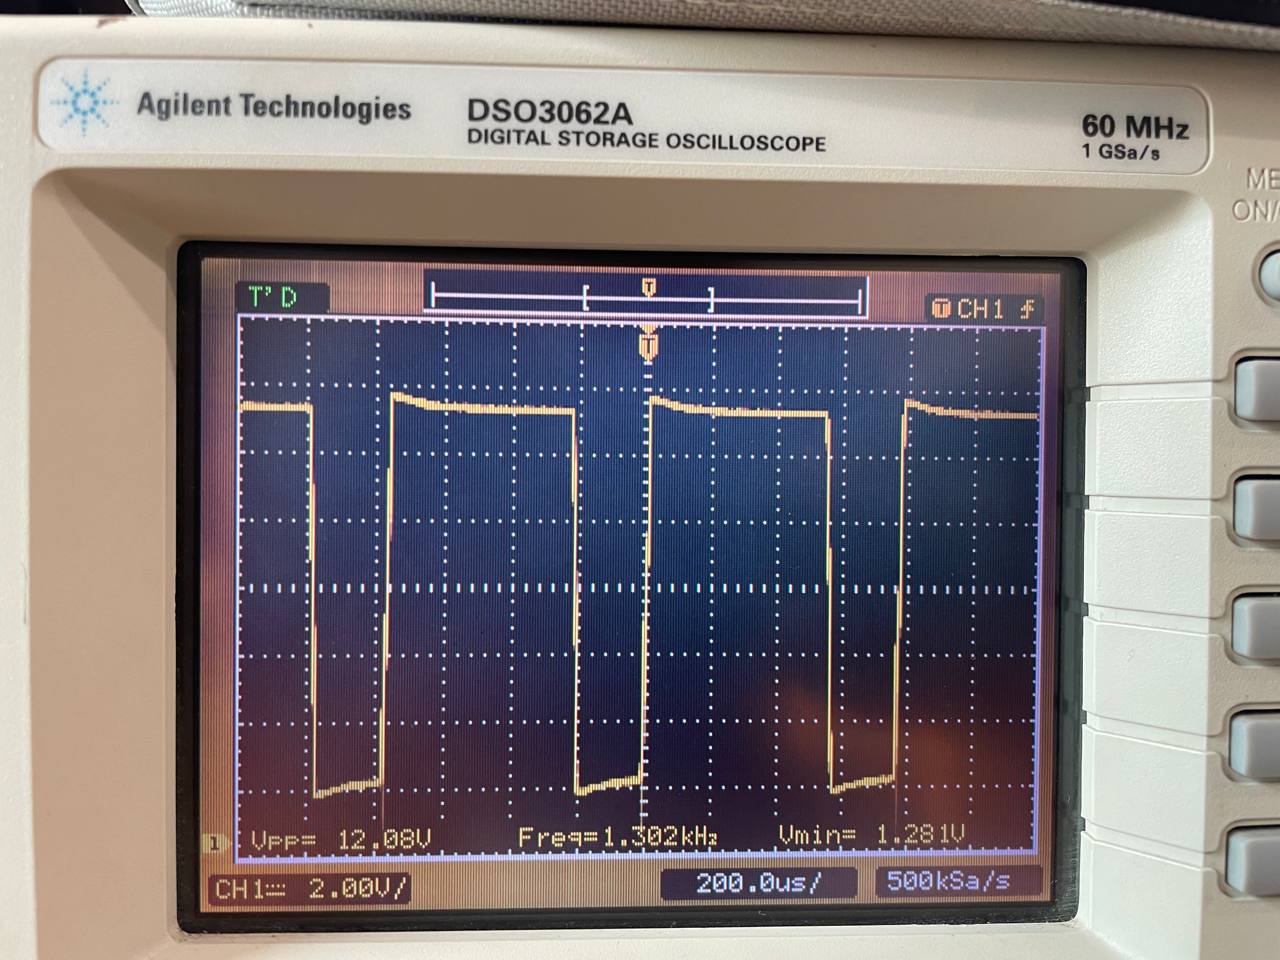 Agilent Technologies
DSO3062A
DIGITAL STORAGE OSCILLOSCOPE
60 MHz
1 GSa/s
ME
ON/
T'D
T
T CH1
T
1
Vpp= 12.08V Freq=1.302kHz Vmin= 1.281V
CH1 2.00V/ 200.0us/ 500kSa/s